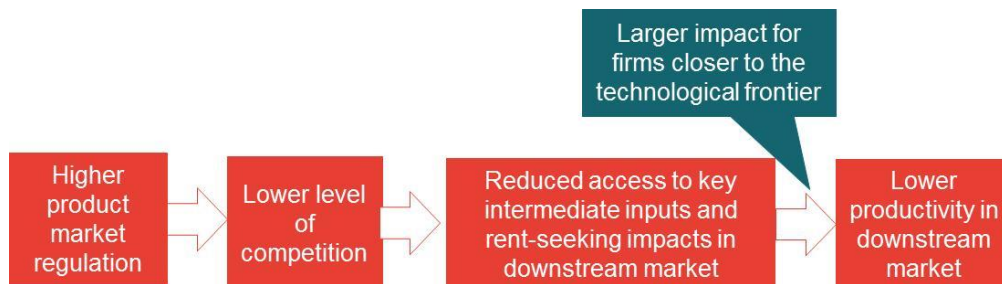 Larger impact for
firms closer to the
technological frontier
Higher
product
market
regulation
Lower level
of
competition
Reduced access to key
intermediate inputs and
rent-seeking impacts in
downstream market
Lower
productivity in
downstream
market